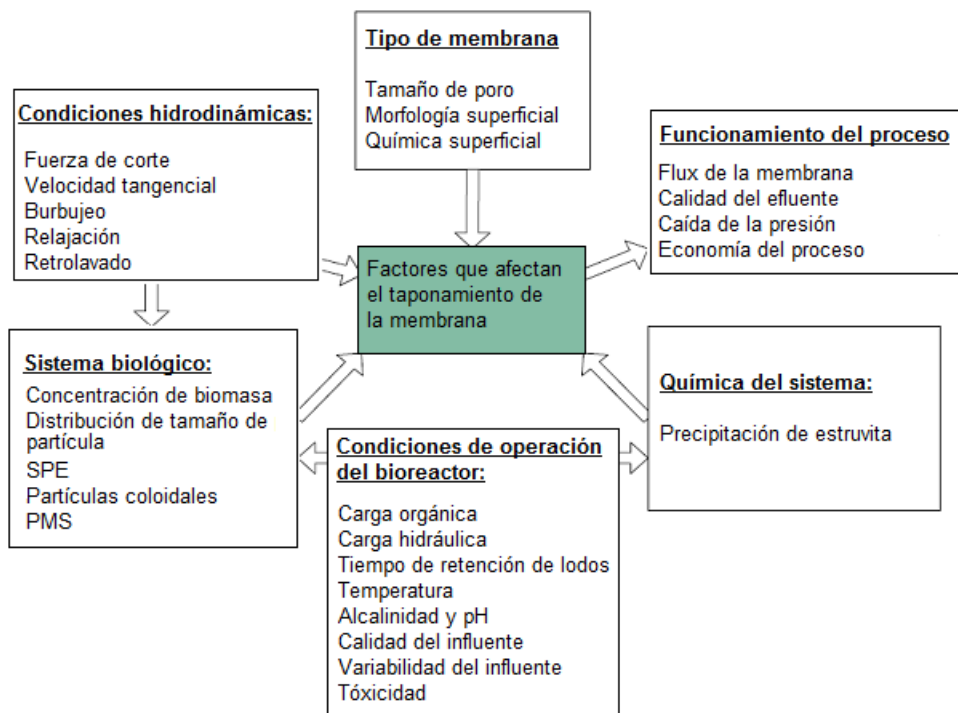 Tipo de membrana
Tamaño de poro
Morfología superficial
Química superficial
Condiciones hidrodinámicas:
Fuerza de corte
Velocidad tangencial
Burbujeo
Relajación
Retrolavado
Funcionamiento del proceso
Flux de la membrana
Calidad del efluente
Caída de la presión
Economía del proceso
Factores que afectan
el taponamiento de
la membrana
Sistema biológico:
Concentración de biomasa
Distribución de tamaño de
partícula
SPE
Partículas coloidales
PMS
Química del sistema:
Precipitación de estruvita
Condiciones de operación
del bioreactor:
Carga orgánica
Carga hidráulica
Tiempo de retención de lodos
Temperatura
Alcalinidad y pH
Calidad del influente
Variabilidad del influente
Tóxicidad